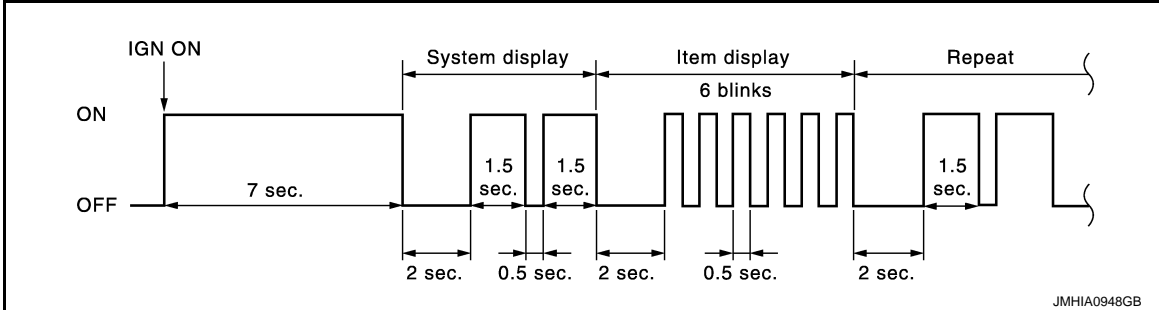 IGN ON
System display
Item display
Repeat
6 blinks
ON
1.5 sec.
1.5 sec.
1.5 sec.
7 sec.
OFF
2 sec.
0.5 sec.
2 sec.
0.5 sec.
2 sec.
JMHIA0948GB